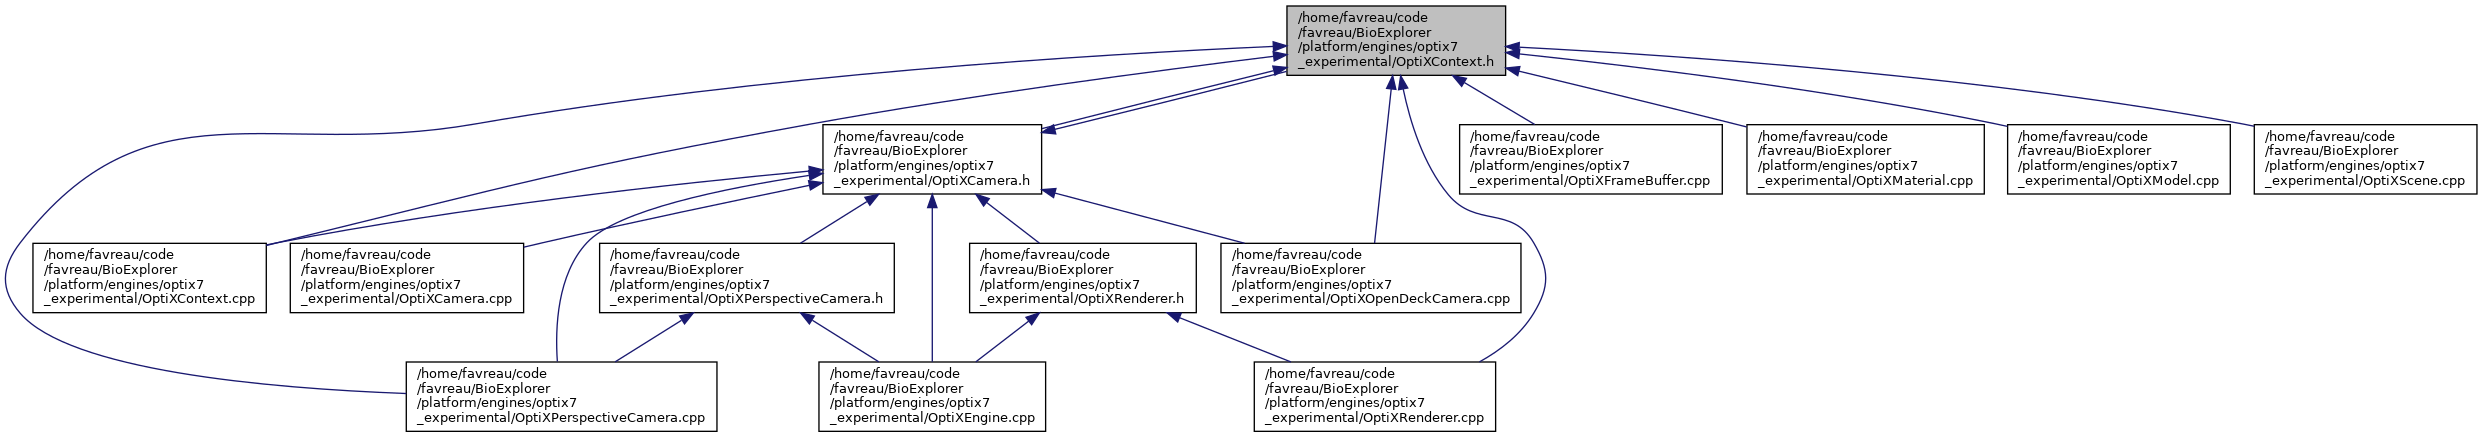 /home/favreau/code
/favreau/BioExplorer
/platform/engines/optix7
_experimental/OptiXContext.h
/home/favreau/code
/favreau/BioExplorer
/platform/engines/optix7
_experimental/OptiXCamera.h
/home/favreau/code
/favreau/BioExplorer
/platform/engines/optix7
_experimental/OptiXFrameBuffer.cpp
/home/favreau/code
/favreau/BioExplorer
/platform/engines/optix7
_experimental/OptiXMaterial.cpp
/home/favreau/code
/favreau/BioExplorer
/platform/engines/optix7
_experimental/OptiXModel.cpp
/home/favreau/code
/favreau/BioExplorer
/platform/engines/optix7
_experimental/OptiXScene.cpp
/home/favreau/code
/favreau/BioExplorer
/platform/engines/optix7
_experimental/OptiXContext.cpp
/home/favreau/code
/favreau/BioExplorer
/platform/engines/optix7
_experimental/OptiXCamera.cpp
/home/favreau/code
/favreau/BioExplorer
/platform/engines/optix7
_experimental/OptiXPerspectiveCamera.h
/home/favreau/code
/favreau/BioExplorer
/platform/engines/optix7
_experimental/OptiXRenderer.h
/home/favreau/code
/favreau/BioExplorer
/platform/engines/optix7
_experimental/OptiXOpenDeckCamera.cpp
/home/favreau/code
/favreau/BioExplorer
/platform/engines/optix7
_experimental/OptiXPerspectiveCamera.cpp
/home/favreau/code
/favreau/BioExplorer
/platform/engines/optix7
_experimental/OptiXEngine.cpp
/home/favreau/code
/favreau/BioExplorer
/platform/engines/optix7
_experimental/OptiXRenderer.cpp